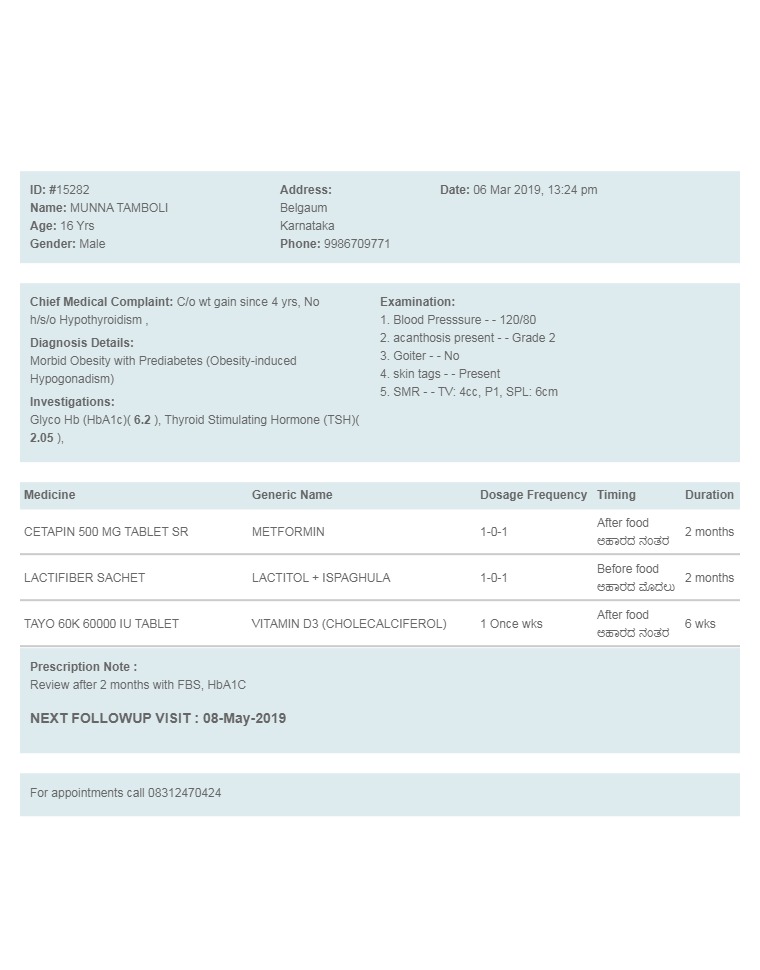 ID: #15282
Name: MUNNA TAMBOLI
Age: 16 Yrs
Gender: Male
Address:
Belgaum
Karnataka
Phone: 9986709771
Date: 06 Mar 2019, 13:24 pm
Chief Medical Complaint: C/o wt gain since 4 yrs, No
h/s/o Hypothyroidism ,
Diagnosis Details:
Morbid Obesity with Prediabetes (Obesity-induced
Hypogonadism)
Investigations:
Glyco Hb (HbA1c)( 6.2 ), Thyroid Stimulating Hormone (TSH)(
2.05 ),
Examination:
1. Blood Presssure - - 120/80
2. acanthosis present - - Grade 2
3. Goiter - - No
4. skin tags - - Present
5. SMR - - TV: 4cc, P1, SPL: 6cm
Medicine Generic Name Dosage Frequency Timing Duration
CETAPIN 500 MG TABLET SR METFORMIN 1-0-1 After food 2 months
ಆಹಾರದ ನಂತರ
LACTIFIBER SACHET LACTITOL + ISPAGHULA 1-0-1 Before food 2 months
ಆಹಾರದ ಮೊದಲು
TAYO 60K 60000 IU TABLET VITAMIN D3 (CHOLECALCIFEROL) 1 Once wks After food 6 wks
ಆಹಾರದ ನಂತರ
Prescription Note :
Review after 2 months with FBS, HbA1C
NEXT FOLLOWUP VISIT : 08-May-2019
For appointments call 08312470424